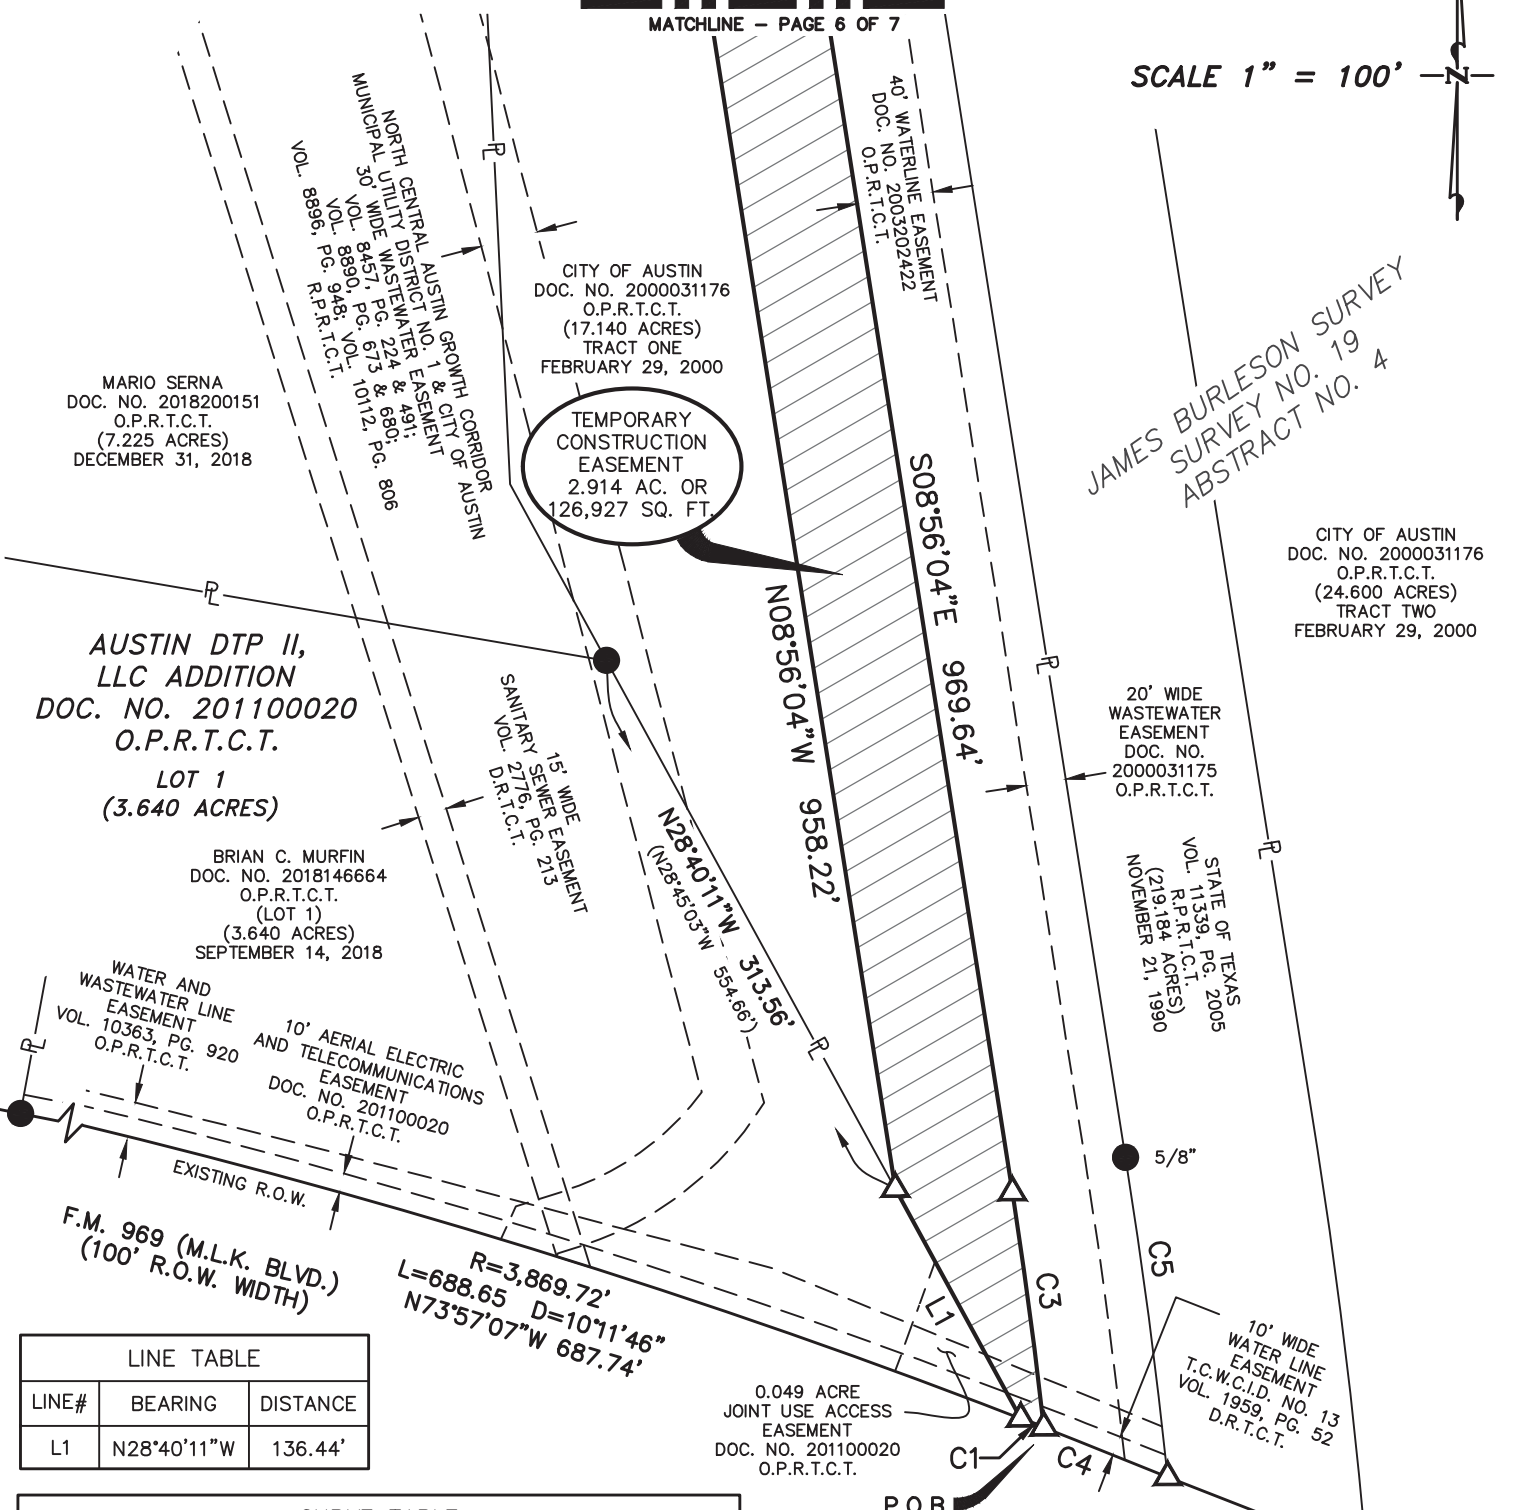 MATCHLINE – PAGE 6 OF 7
SCALE 1" = 100'
N
40' WATERLINE EASEMENT
DOC. NO. 2003202422
O.P.R.T.C.T.
NORTH CENTRAL AUSTIN GROWTH CORRIDOR
MUNICIPAL UTILITY DISTRICT NO. 1 & CITY OF AUSTIN
30' WIDE WASTEWATER EASEMENT
VOL. 8457, PG. 224 & 491;
VOL. 8890, PG. 673 & 680;
VOL. 8896, PG. 948; VOL. 10112, PG. 806
R.P.R.T.C.T.
CITY OF AUSTIN
DOC. NO. 2000031176
O.P.R.T.C.T.
(17.140 ACRES)
TRACT ONE
FEBRUARY 29, 2000
JAMES BURLESON SURVEY
SURVEY NO. 19
ABSTRACT NO. 4
MARIO SERNA
DOC. NO. 2018200151
O.P.R.T.C.T.
(7.225 ACRES)
DECEMBER 31, 2018
TEMPORARY
CONSTRUCTION
EASEMENT
2.914 AC. OR
126,927 SQ. FT.
S08°56'04"E 969.64'
N08°56'04"W 958.22'
CITY OF AUSTIN
DOC. NO. 2000031176
O.P.R.T.C.T.
(24.600 ACRES)
TRACT TWO
FEBRUARY 29, 2000
AUSTIN DTP II,
LLC ADDITION
DOC. NO. 201100020
O.P.R.T.C.T.
LOT 1
(3.640 ACRES)
15' WIDE
SANITARY SEWER EASEMENT
VOL. 2776, PG. 213
D.R.T.C.T.
20' WIDE
WASTEWATER
EASEMENT
DOC. NO.
2000031175
O.P.R.T.C.T.
N28°40'11"W 313.56'
(N28°45'03"W 554.66')
BRIAN C. MURFIN
DOC. NO. 2018146664
O.P.R.T.C.T.
(LOT 1)
(3.640 ACRES)
SEPTEMBER 14, 2018
STATE OF TEXAS
VOL. 11339, PG. 2005
R.P.R.T.C.T.
(219.184 ACRES)
NOVEMBER 21, 1990
WATER AND
WASTEWATER LINE
EASEMENT
VOL. 10363, PG. 920
O.P.R.T.C.T.
10' AERIAL ELECTRIC
AND TELECOMMUNICATIONS
EASEMENT
DOC. NO. 201100020
O.P.R.T.C.T.
5/8"
EXISTING R.O.W.
F.M. 969 (M.L.K. BLVD.)
(100' R.O.W. WIDTH)
R=3,869.72'
L=688.65 D=10°11'46"
N73°57'07"W 687.74'
L1
C3
C5
10' WIDE
WATER LINE
EASEMENT
T.C.W.C.I.D. NO. 13
VOL. 1959, PG. 52
D.R.T.C.T.
LINE TABLE
LINE# BEARING DISTANCE
L1 N28°40'11"W 136.44'
0.049 ACRE
JOINT USE ACCESS
EASEMENT
DOC. NO. 201100020
O.P.R.T.C.T.
C1
C4
P.O.B.